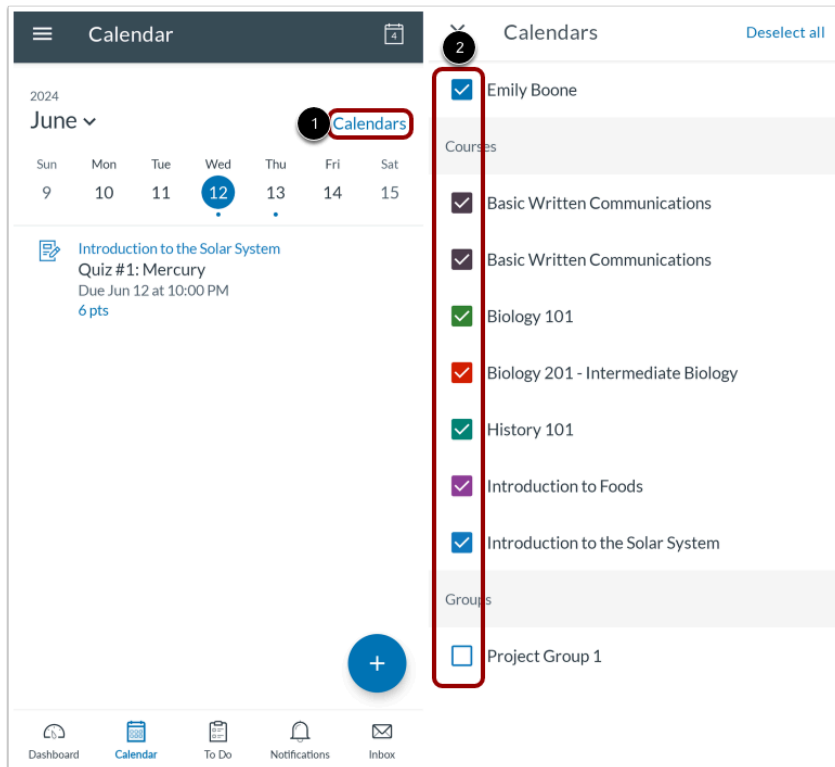 Calendar
4
2024
June
1
Calendars
Sun Mon Tue Wed Thu Fri Sat
9 10 11 12 13 14 15
Introduction to the Solar System
Quiz #1: Mercury
Due Jun 12 at 10:00 PM
6 pts
+
Dashboard Calendar To Do Notifications Inbox
Calendars
Deselect all
2
Emily Boone
Courses
Basic Written Communications
Basic Written Communications
Biology 101
Biology 201 - Intermediate Biology
History 101
Introduction to Foods
Introduction to the Solar System
Groups
Project Group 1